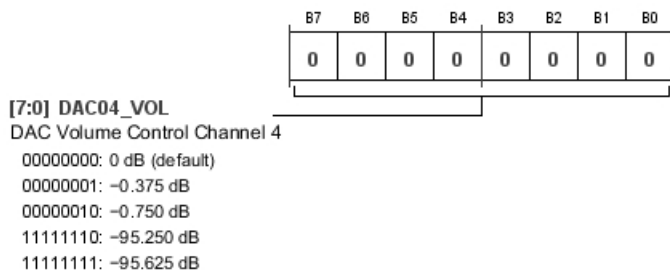 B7 B6 B5 B4 B3 B2 B1 B0
0 0 0 0 0 0 0 0
[7:0] DAC04_VOL
DAC Volume Control Channel 4
00000000: 0 dB (default)
00000001: −0.375 dB
00000010: −0.750 dB
11111110: −95.250 dB
11111111: −95.625 dB